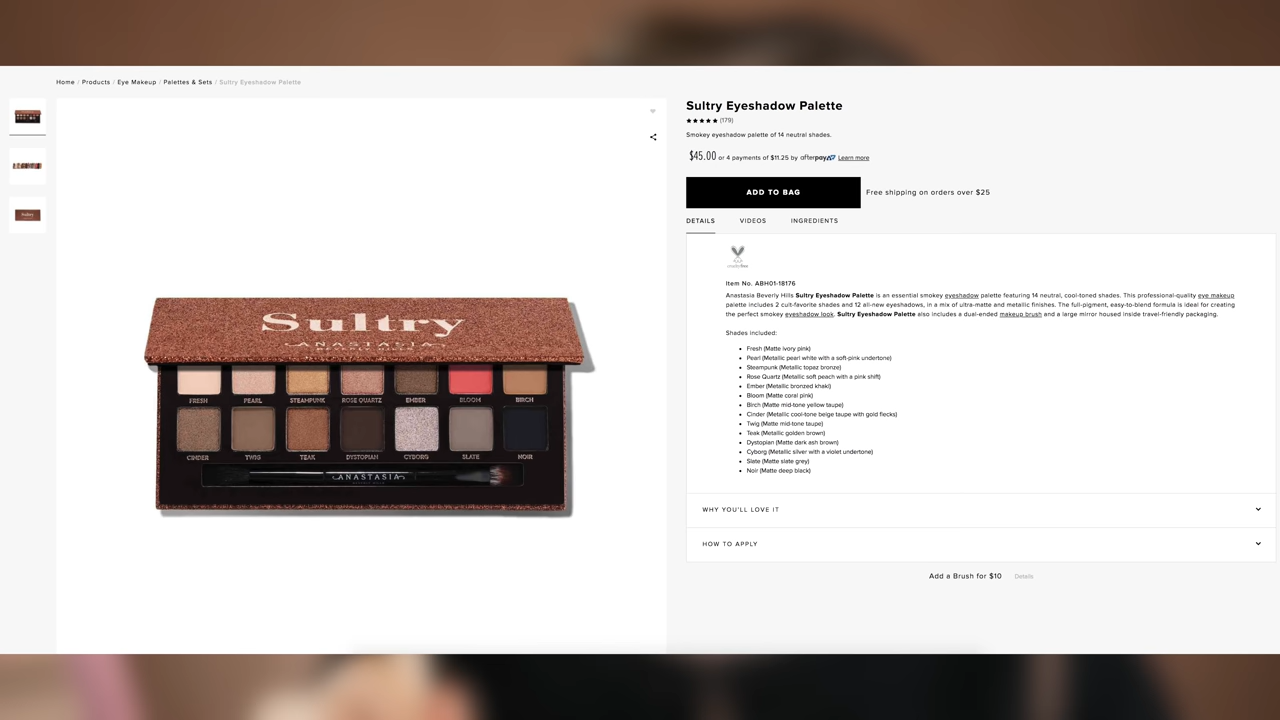 Home / Products / Eye Makeup / Palettes & Sets / Sultry Eyeshadow Palette
Sultry
ANASTASIA
BEVERLY HILLS
FRESH PEARL STEAMPUNK ROSE QUARTZ EMBER BLOOM BIRCH
CINDER TWIG TEAK DYSTOPIAN CYBORG SLATE NOIR
ANASTASIA
Sultry
Sultry Eyeshadow Palette
(179)
Smokey eyeshadow palette of 14 neutral shades.
$45.00 or 4 payments of $11.25 by afterpay Learn more
ADD TO BAG Free shipping on orders over $25
DETAILS VIDEOS INGREDIENTS
cruelty free
Item No. ABH01-18176
Anastasia Beverly Hills Sultry Eyeshadow Palette is an essential smokey eyeshadow palette featuring 14 neutral, cool-toned shades. This professional-quality eye makeup
palette includes 2 cult-favorite shades and 12 all-new eyeshadows, in a mix of ultra-matte and metallic finishes. The full-pigment, easy-to-blend formula is ideal for creating
the perfect smokey eyeshadow look. Sultry Eyeshadow Palette also includes a dual-ended makeup brush and a large mirror housed inside travel-friendly packaging.
Shades included:
• Fresh (Matte ivory pink)
• Pearl (Metallic pearl white with a soft-pink undertone)
• Steampunk (Metallic topaz bronze)
• Rose Quartz (Metallic soft peach with a pink shift)
• Ember (Metallic bronzed khaki)
• Bloom (Matte coral pink)
• Birch (Matte mid-tone yellow taupe)
• Cinder (Metallic cool-tone beige taupe with gold flecks)
• Twig (Matte mid-tone taupe)
• Teak (Metallic golden brown)
• Dystopian (Matte dark ash brown)
• Cyborg (Metallic silver with a violet undertone)
• Slate (Matte slate grey)
• Noir (Matte deep black)
WHY YOU'LL LOVE IT
HOW TO APPLY
Add a Brush for $10 Details